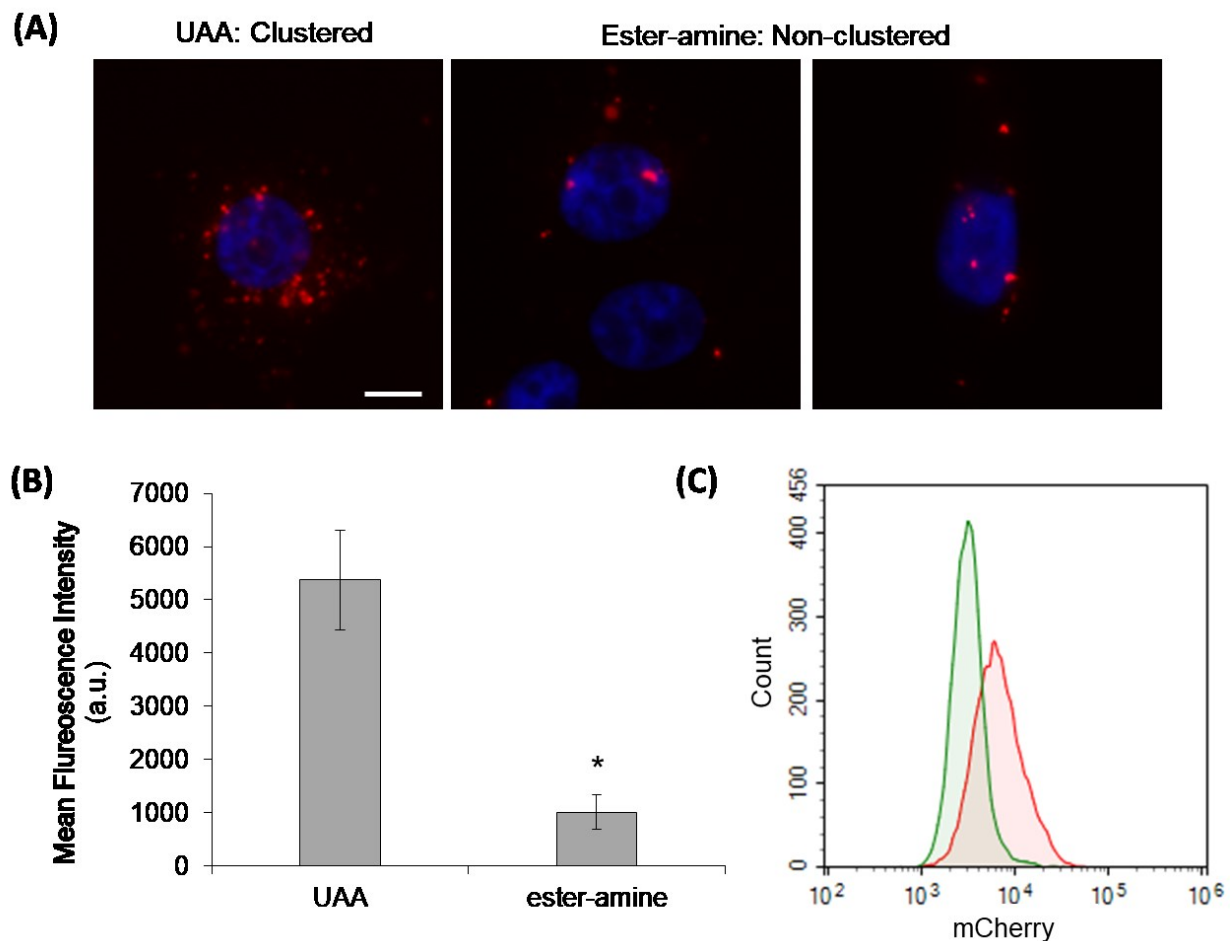 (A)
UAA: Clustered
Ester-amine: Non-clustered
(B)
Mean Flureoscence Intensity
(a.u.)
7000
6000
5000
4000
3000
2000
1000
0
*
UAA
ester-amine
(C)
Count
456
400
300
200
100
0
10² 10³ 10⁴ 10⁵ 10⁶
mCherry